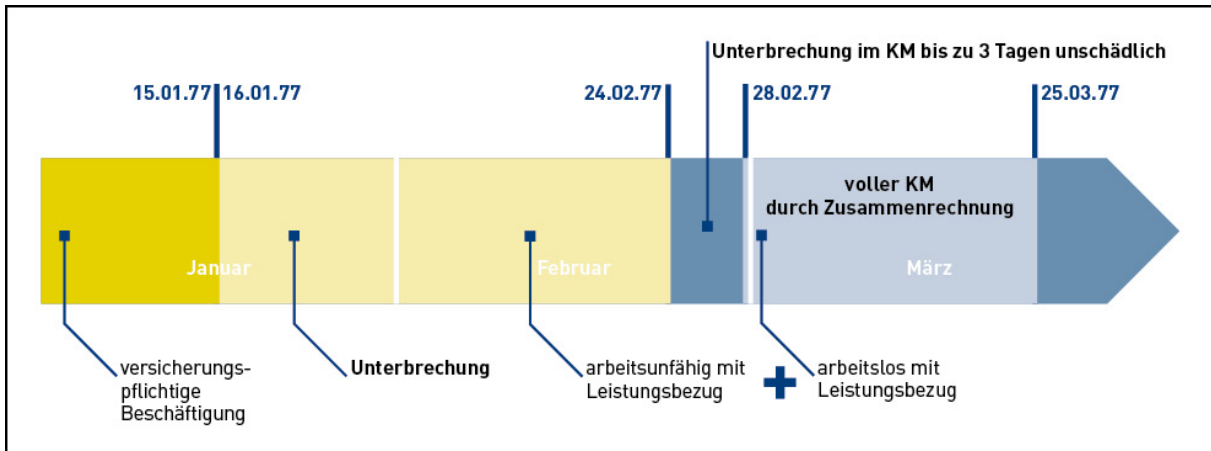 Unterbrechung im KM bis zu 3 Tagen unschädlich
15.01.77 16.01.77 24.02.77 28.02.77 25.03.77
voller KM
durch Zusammenrechnung
Januar Februar März
versicherungs-
pflichtige
Beschäftigung
Unterbrechung
arbeitsunfähig mit
Leistungsbezug
+
arbeitslos mit
Leistungsbezug